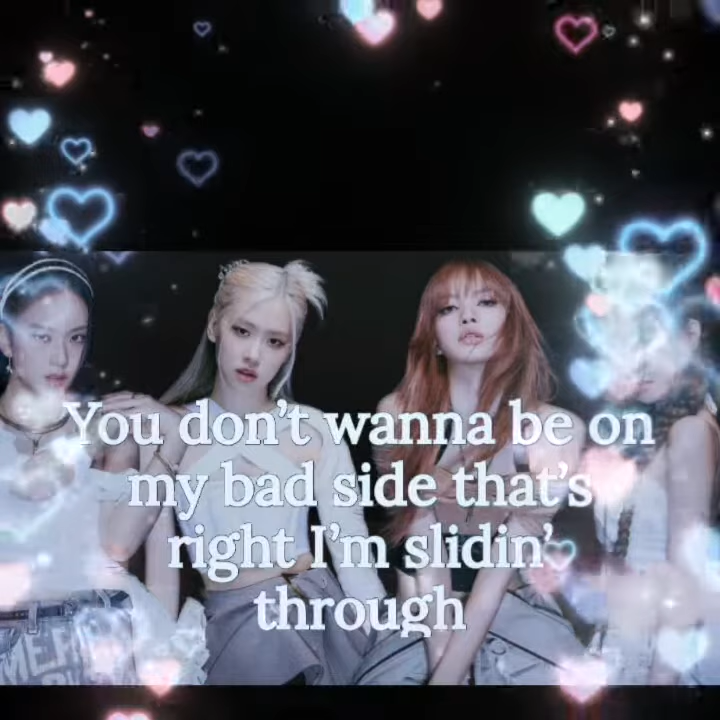 You don't wanna be on
my bad side that's
right I'm slidin'
through